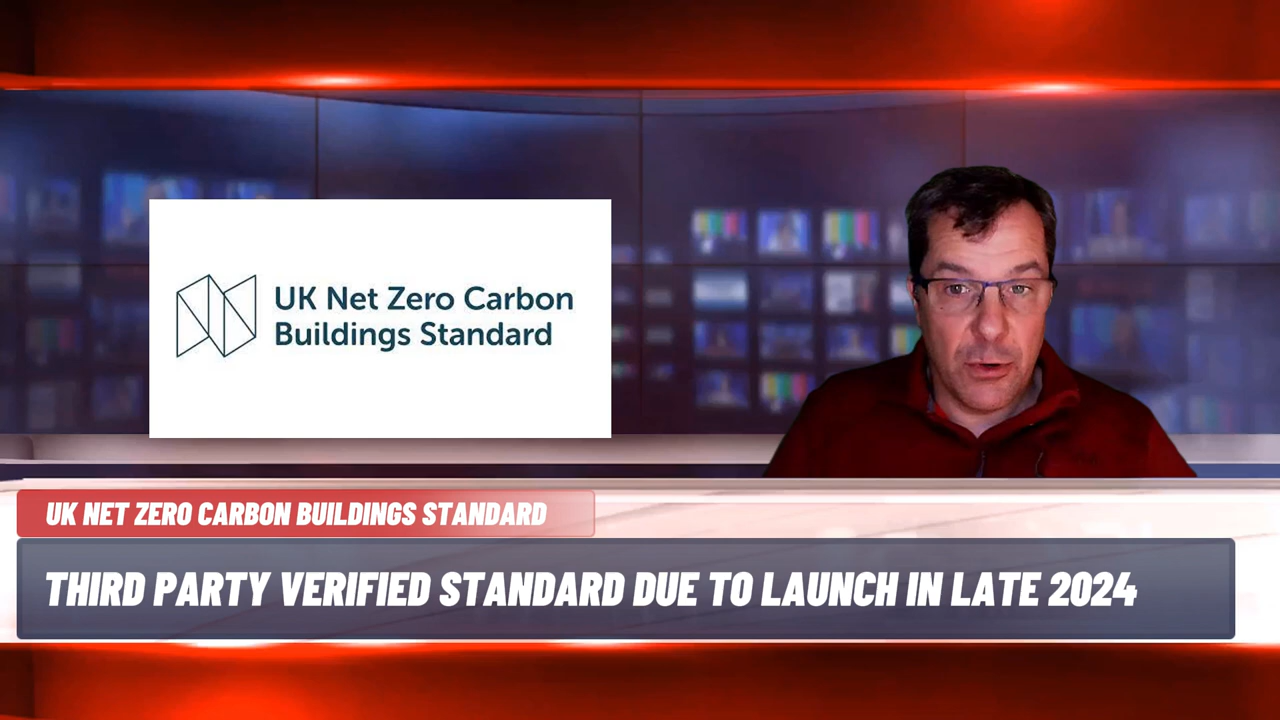 UK Net Zero Carbon
Buildings Standard
UK NET ZERO CARBON BUILDINGS STANDARD
THIRD PARTY VERIFIED STANDARD DUE TO LAUNCH IN LATE 2024